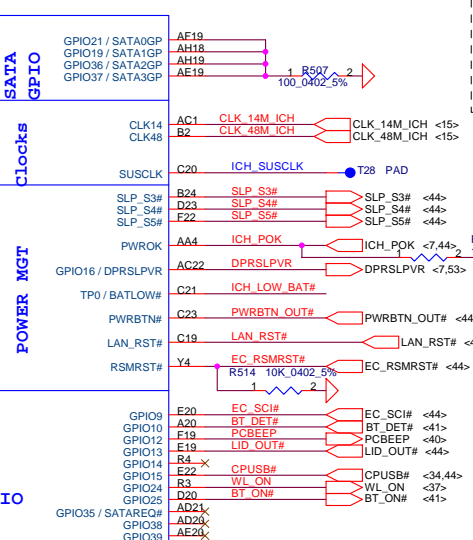 SATA
GPIO
GPIO21 / SATA0GP AF19
GPIO19 / SATA1GP AH18
GPIO36 / SATA2GP AH19
GPIO37 / SATA3GP AE19
R507
1 2
100_0402_5%
Clocks
CLK14 AC1 CLK_14M_ICH CLK_14M_ICH <15>
CLK48 B2 CLK_48M_ICH CLK_48M_ICH <15>
SUSCLK C20 ICH_SUSCLK T28 PAD
POWER MGT
SLP_S3# B24 SLP_S3# SLP_S3# <44>
SLP_S4# D23 SLP_S4# SLP_S4# <44>
SLP_S5# F22 SLP_S5# SLP_S5# <44>
PWROK AA4 ICH_POK ICH_POK <7,44>
1 2
GPIO16 / DPRSLPVR AC22 DPRSLPVR DPRSLPVR <7,53>
TP0 / BATLOW# C21 ICH_LOW_BAT#
PWRBTN# C23 PWRBTN_OUT# PWRBTN_OUT# <44
LAN_RST# C19 LAN_RST# LAN_RST# <4
RSMRST# Y4 EC_RSMRST# EC_RSMRST# <44>
R514 10K_0402_5%
1 2
IO
GPIO9 E20 EC_SCI# EC_SCI# <44>
GPIO10 A20 BT_DET# BT_DET# <41>
GPIO12 F19 PCBEEP PCBEEP <40>
GPIO13 E19 LID_OUT# LID_OUT# <44>
GPIO14 R4
GPIO15 E22 CPUSB# CPUSB# <34,44>
GPIO24 R3 WL_ON WL_ON <37>
GPIO25 D20 BT_ON# BT_ON# <41>
GPIO35 / SATAREQ# AD21
GPIO38 AD20
GPIO39 AE20